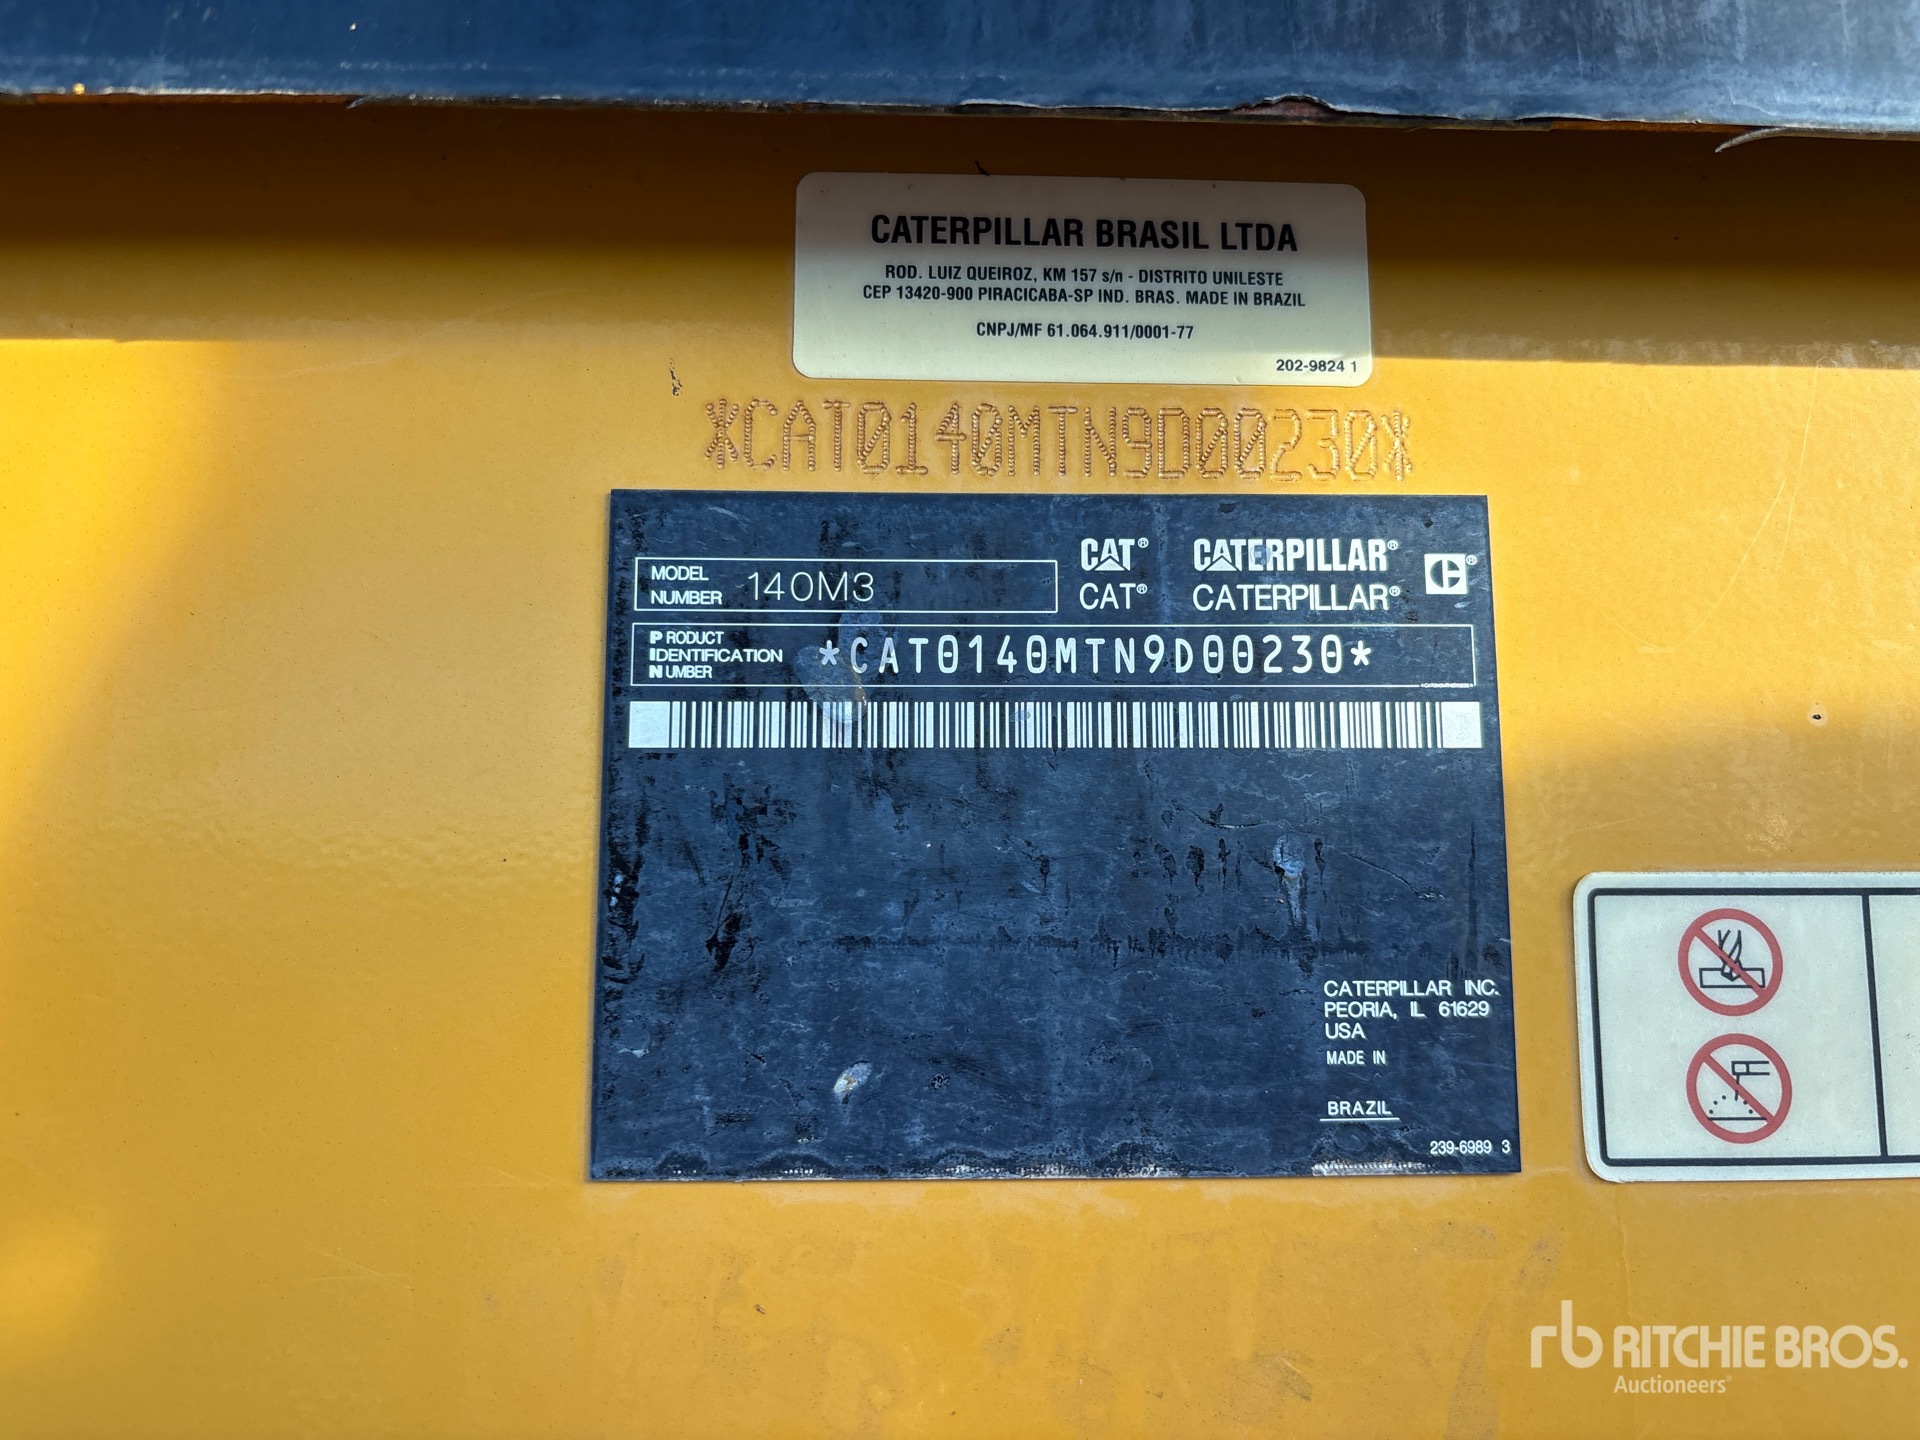 CATERPILLAR BRASIL LTDA
ROD. LUIZ QUEIROZ, KM 157 s/n - DISTRITO UNILESTE
CEP 13420-900 PIRACICABA-SP IND. BRAS. MADE IN BRAZIL
CNPJ/MF 61.064.911/0001-77
202-9824 1
*CAT0140MTN9D00230*
CAT® CATERPILLAR®
MODEL NUMBER 140M3
CAT® CATERPILLAR®
PRODUCT IDENTIFICATION NUMBER *CAT0140MTN9D00230*
CATERPILLAR INC.
PEORIA, IL 61629
USA
MADE IN
BRAZIL
239-6989 3
rb RITCHIE BROS.
Auctioneers